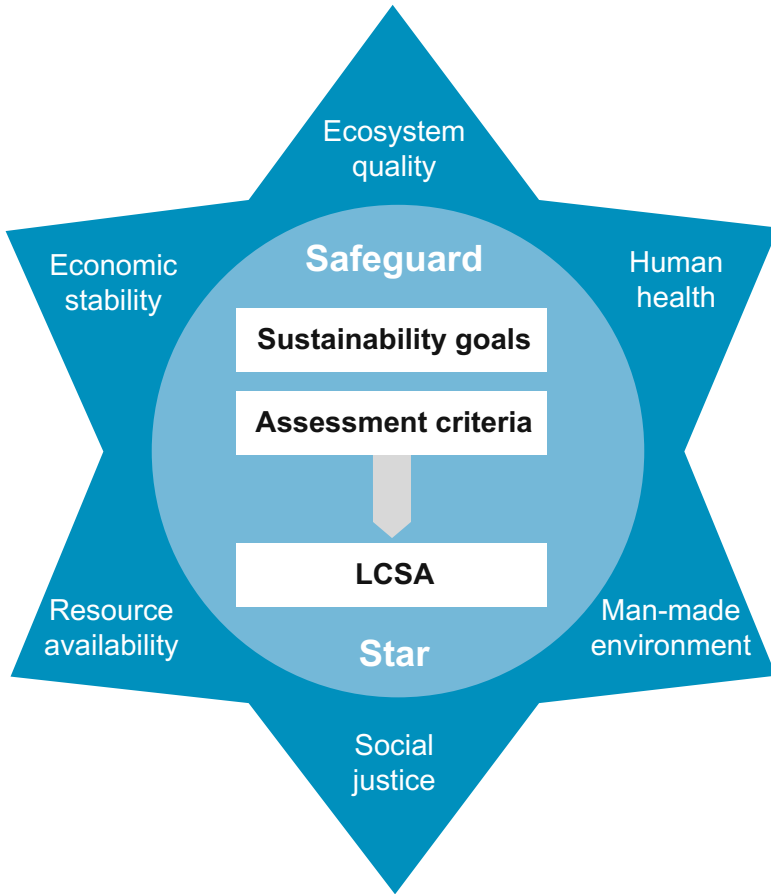 Ecosystem
quality
Economic
stability
Safeguard
Human
health
Sustainability goals
Assessment criteria
LCSA
Resource
availability
Star
Man-made
environment
Social
justice